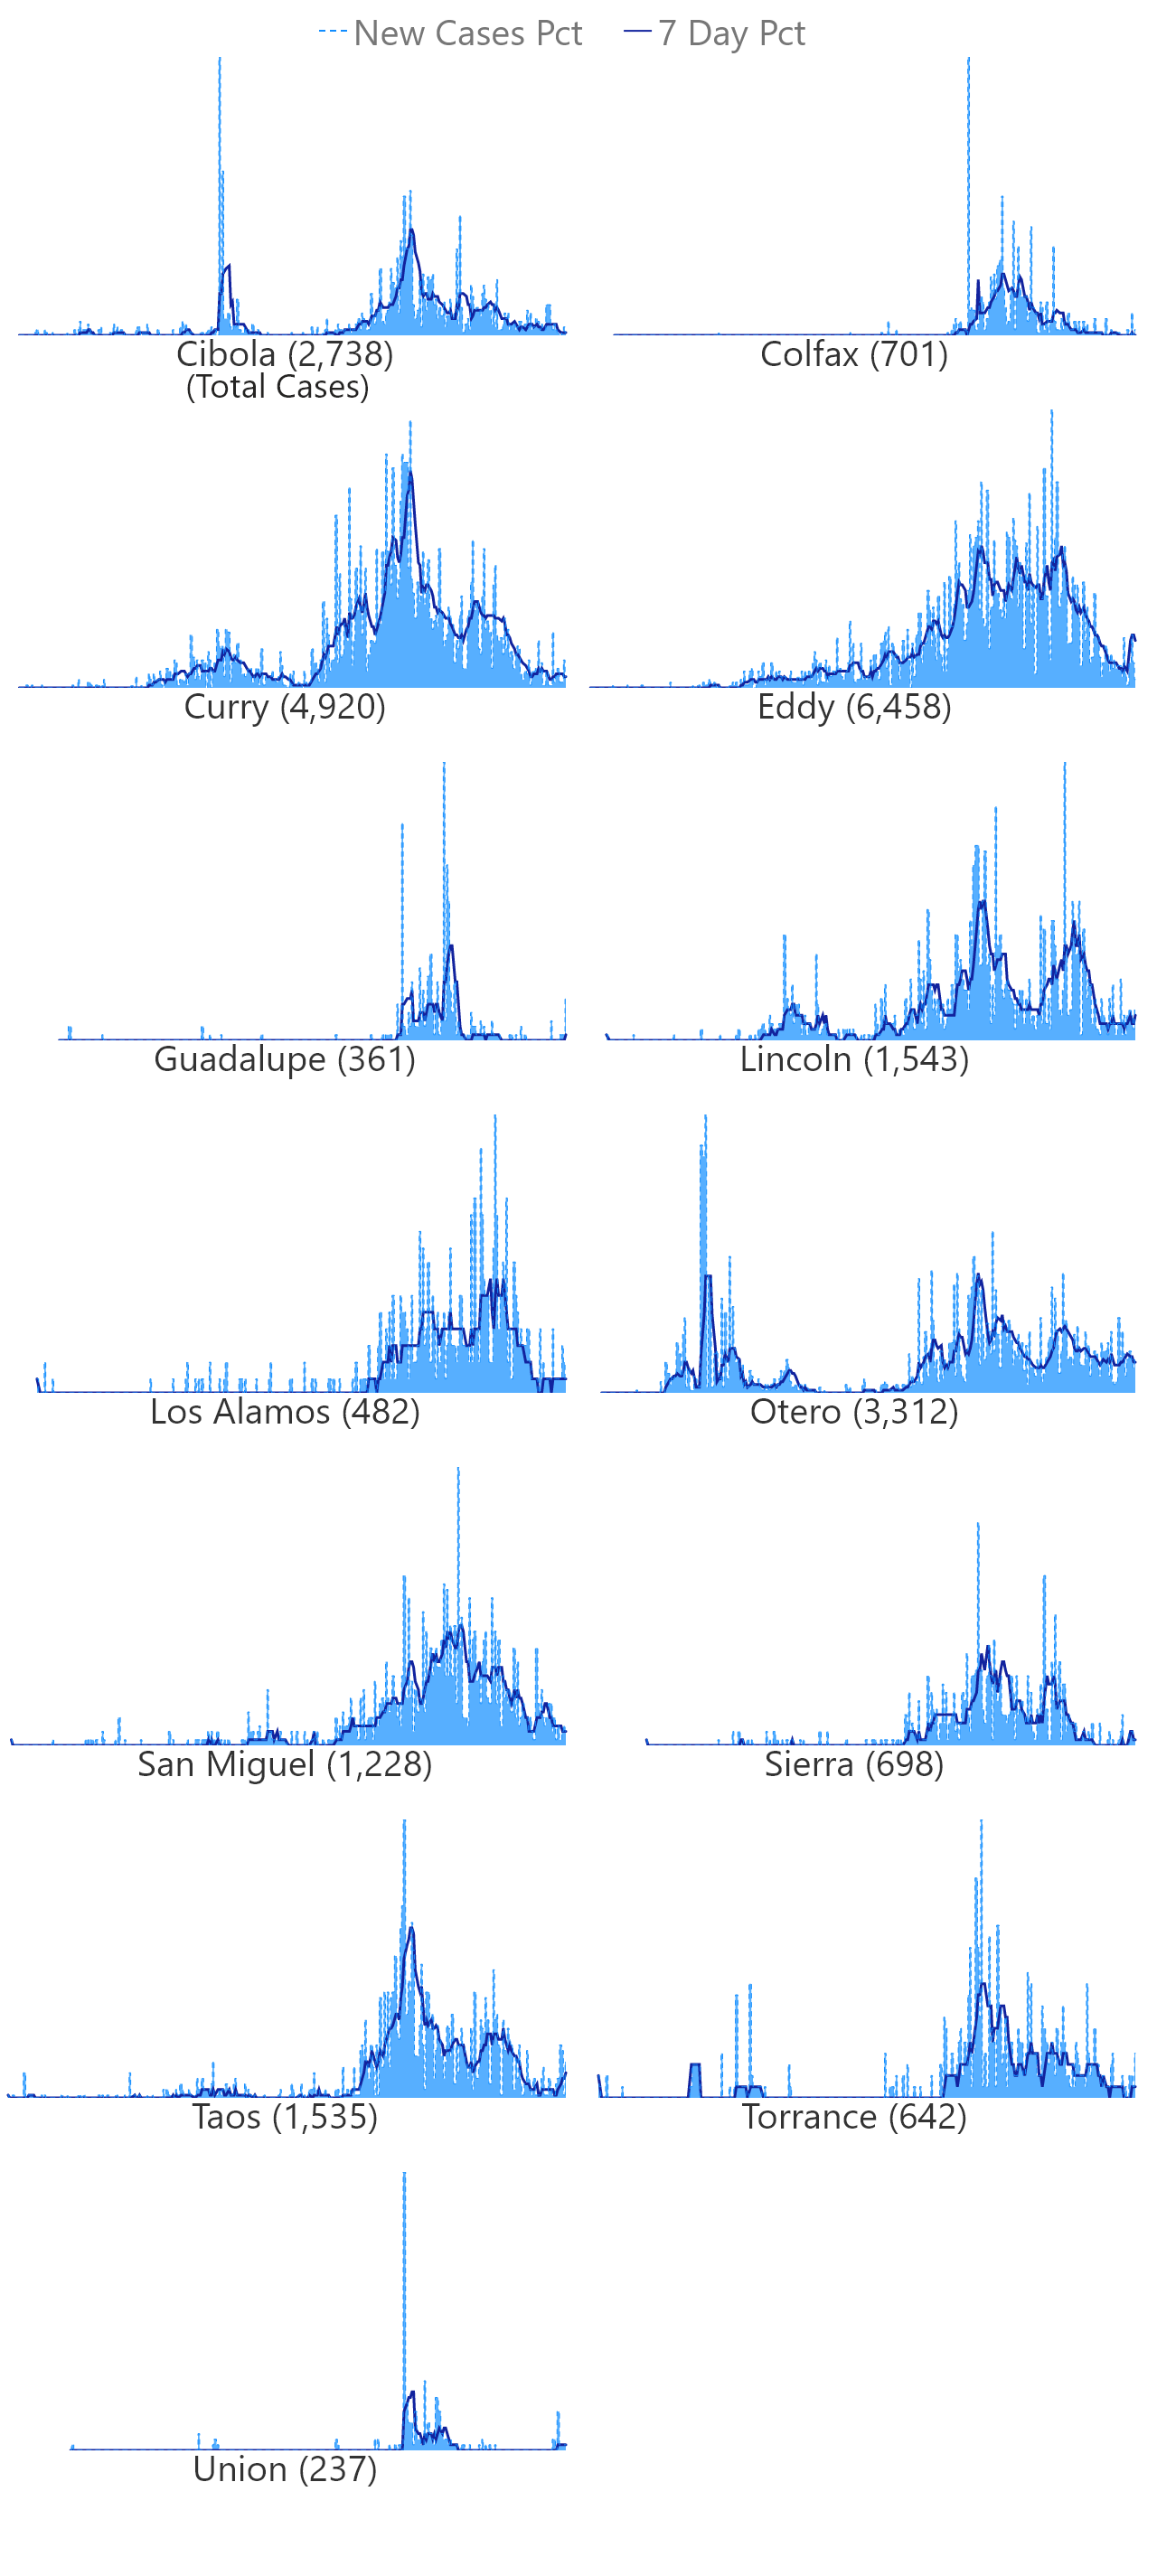 New Cases Pct 7 Day Pct
Cibola (2,738)
(Total Cases)
Colfax (701)
Curry (4,920)
Eddy (6,458)
Guadalupe (361)
Lincoln (1,543)
Los Alamos (482)
Otero (3,312)
San Miguel (1,228)
Sierra (698)
Taos (1,535)
Torrance (642)
Union (237)